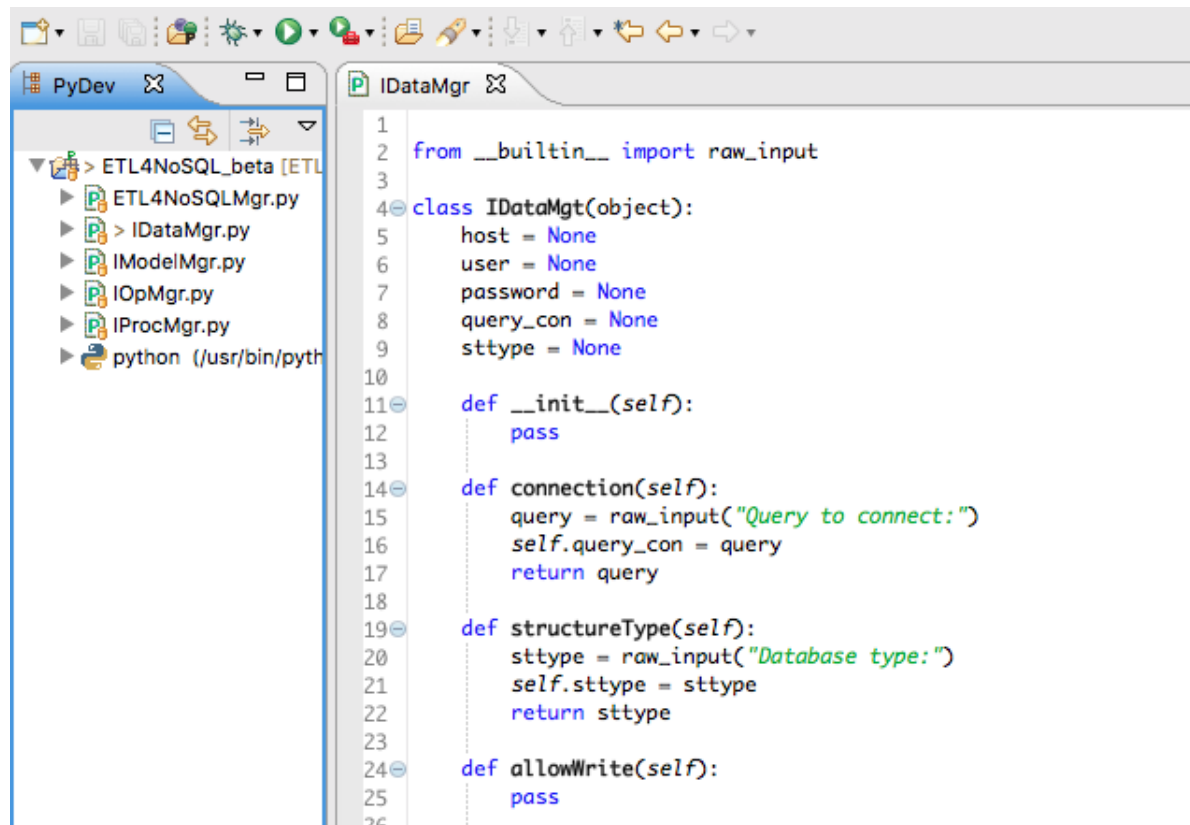 PyDev
IDataMgr
> ETL4NoSQL_beta [ETL
ETL4NoSQLMgr.py
> IDataMgr.py
IModelMgr.py
IOpMgr.py
IProcMgr.py
python (/usr/bin/pyth
1
2 from __builtin__ import raw_input
3
4 class IDataMgt(object):
5 host = None
6 user = None
7 password = None
8 query_con = None
9 sttype = None
10
11 def __init__(self):
12 pass
13
14 def connection(self):
15 query = raw_input("Query to connect:")
16 self.query_con = query
17 return query
18
19 def structureType(self):
20 sttype = raw_input("Database type:")
21 self.sttype = sttype
22 return sttype
23
24 def allowWrite(self):
25 pass
26